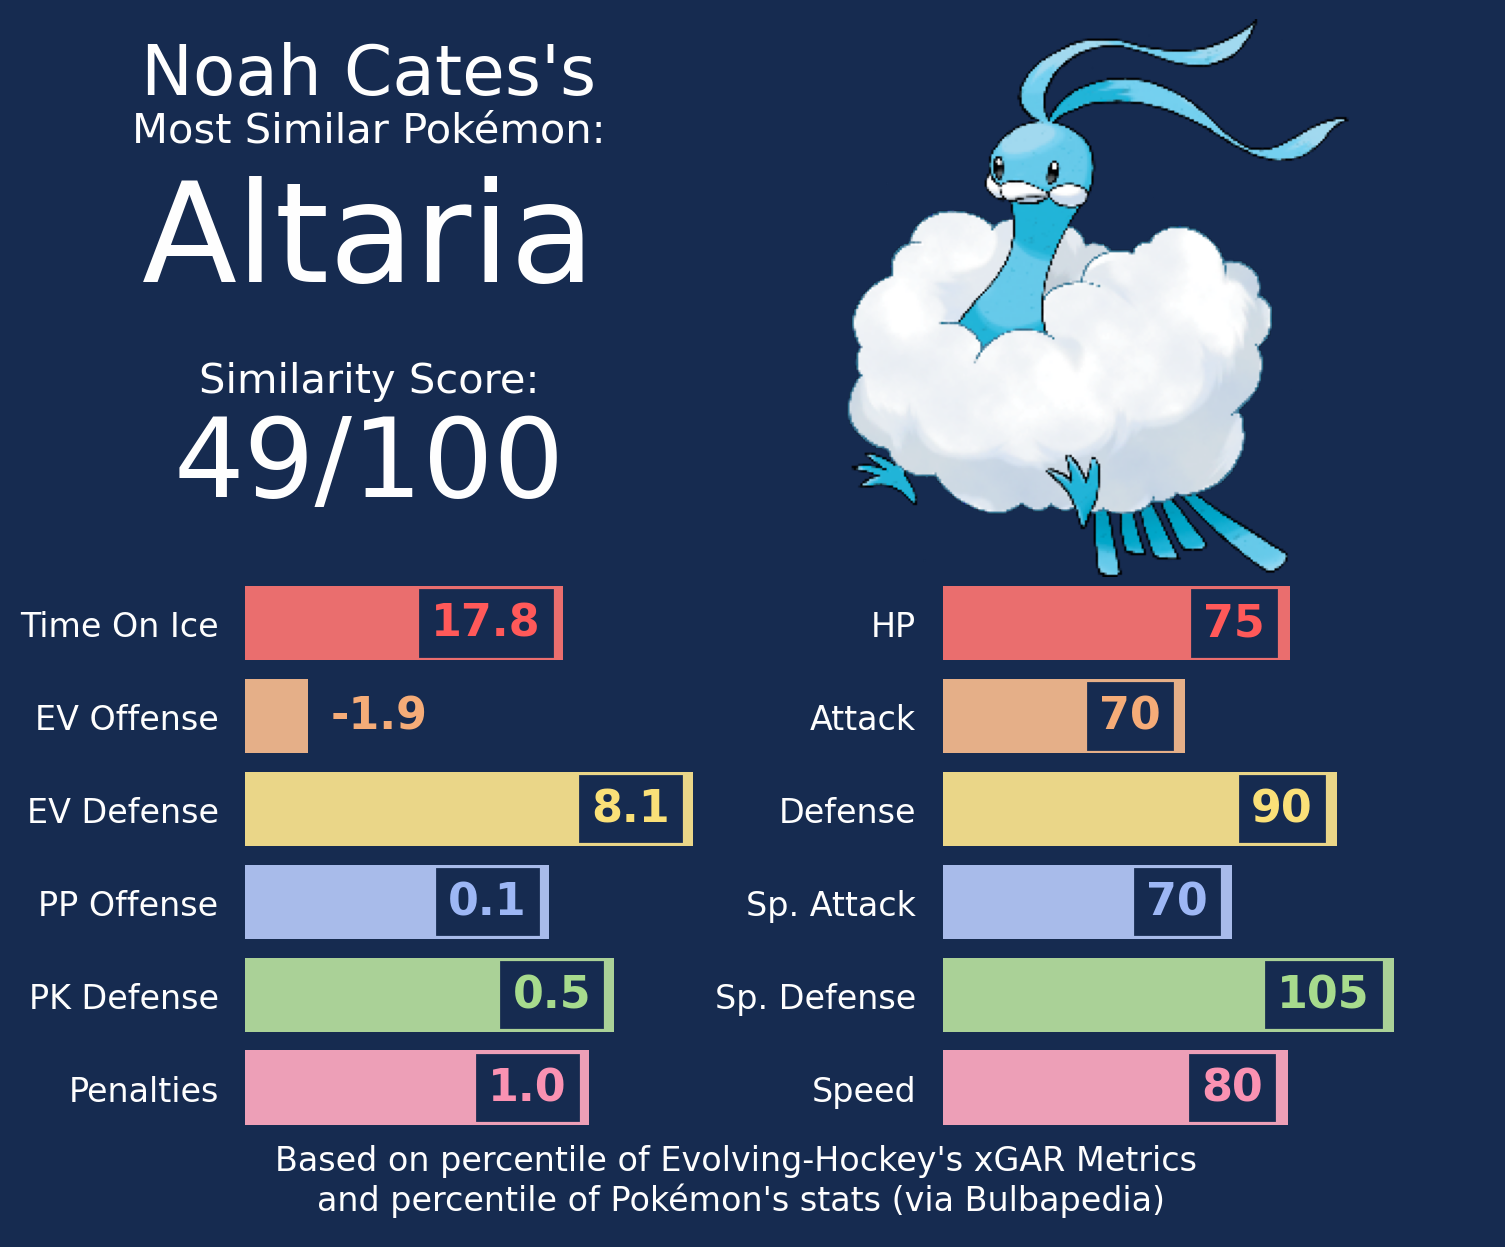 Noah Cates's
Most Similar Pokémon:
Altaria
Similarity Score:
49/100
Time On Ice 17.8
EV Offense -1.9
EV Defense 8.1
PP Offense 0.1
PK Defense 0.5
Penalties 1.0
HP 75
Attack 70
Defense 90
Sp. Attack 70
Sp. Defense 105
Speed 80
Based on percentile of Evolving-Hockey's xGAR Metrics
and percentile of Pokémon's stats (via Bulbapedia)